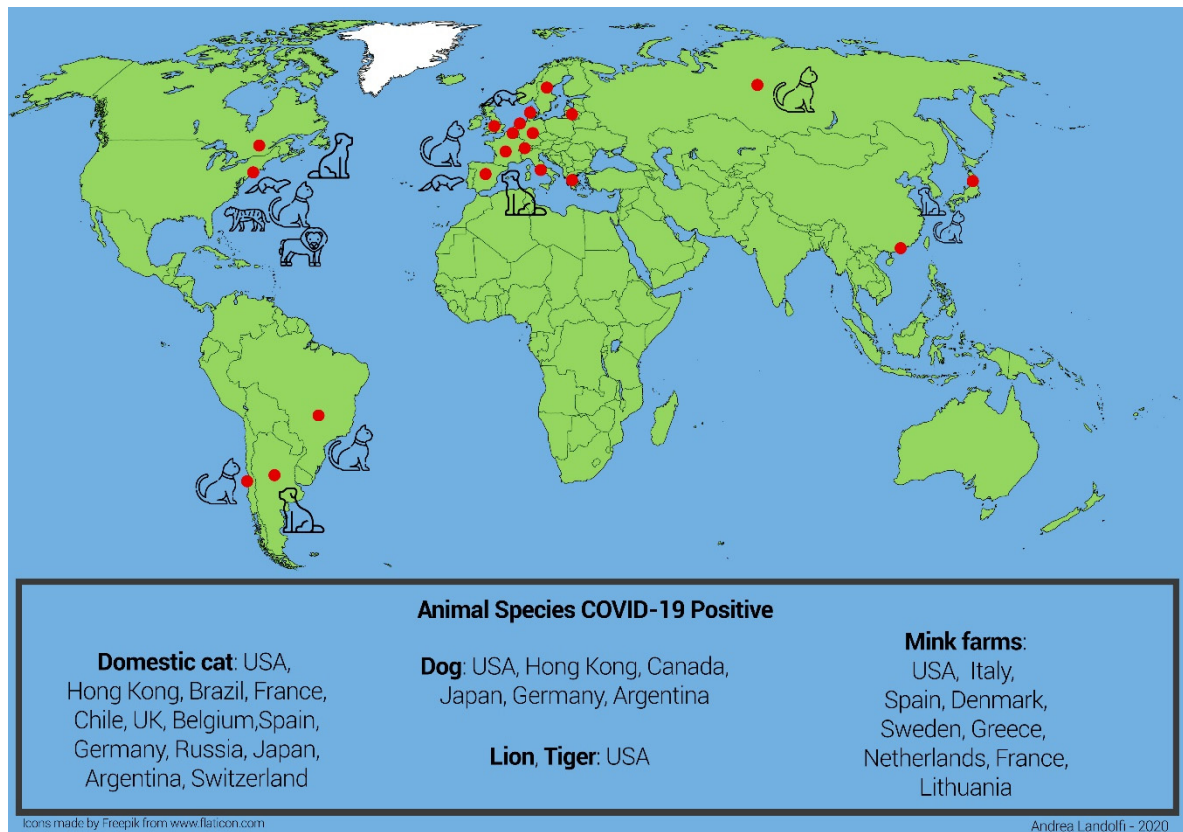 Animal Species COVID-19 Positive
Domestic cat: USA,
Hong Kong, Brazil, France,
Chile, UK, Belgium,Spain,
Germany, Russia, Japan,
Argentina, Switzerland
Dog: USA, Hong Kong, Canada,
Japan, Germany, Argentina
Lion, Tiger: USA
Mink farms:
USA, Italy,
Spain, Denmark,
Sweden, Greece,
Netherlands, France,
Lithuania
Icons made by Freepik from www.flaticon.com
Andrea Landolfi - 2020